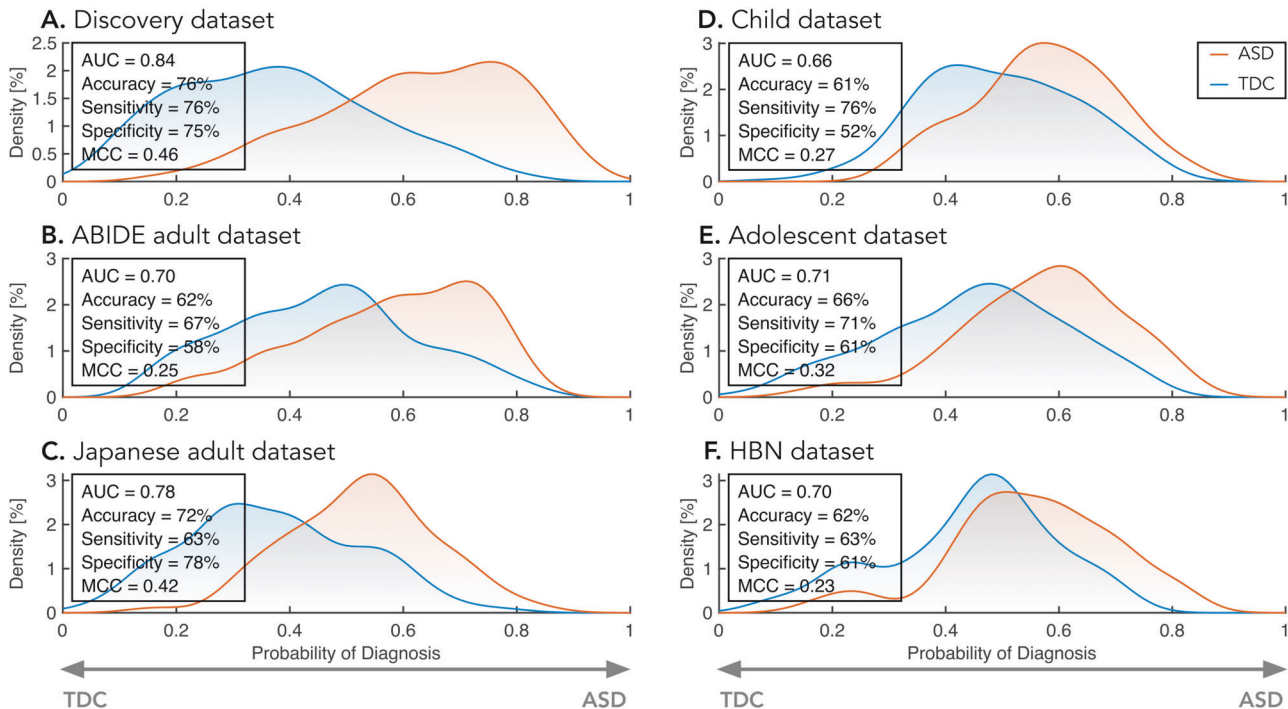 A. Discovery dataset
Density [%]
2.5
2
1.5
1
0.5
0
AUC = 0.84
Accuracy = 76%
Sensitivity = 76%
Specificity = 75%
MCC = 0.46
0 0.2 0.4 0.6 0.8 1
B. ABIDE adult dataset
Density [%]
3
2
1
0
AUC = 0.70
Accuracy = 62%
Sensitivity = 67%
Specificity = 58%
MCC = 0.25
0 0.2 0.4 0.6 0.8 1
C. Japanese adult dataset
Density [%]
3
2
1
0
AUC = 0.78
Accuracy = 72%
Sensitivity = 63%
Specificity = 78%
MCC = 0.42
0 0.2 0.4 0.6 0.8 1
Probability of Diagnosis
TDC ASD
D. Child dataset
Density [%]
3
2
1
0
AUC = 0.66
Accuracy = 61%
Sensitivity = 76%
Specificity = 52%
MCC = 0.27
ASD
TDC
0 0.2 0.4 0.6 0.8 1
E. Adolescent dataset
Density [%]
3
2
1
0
AUC = 0.71
Accuracy = 66%
Sensitivity = 71%
Specificity = 61%
MCC = 0.32
0 0.2 0.4 0.6 0.8 1
F. HBN dataset
Density [%]
3
2
1
0
AUC = 0.70
Accuracy = 62%
Sensitivity = 63%
Specificity = 61%
MCC = 0.23
0 0.2 0.4 0.6 0.8 1
Probability of Diagnosis
TDC ASD